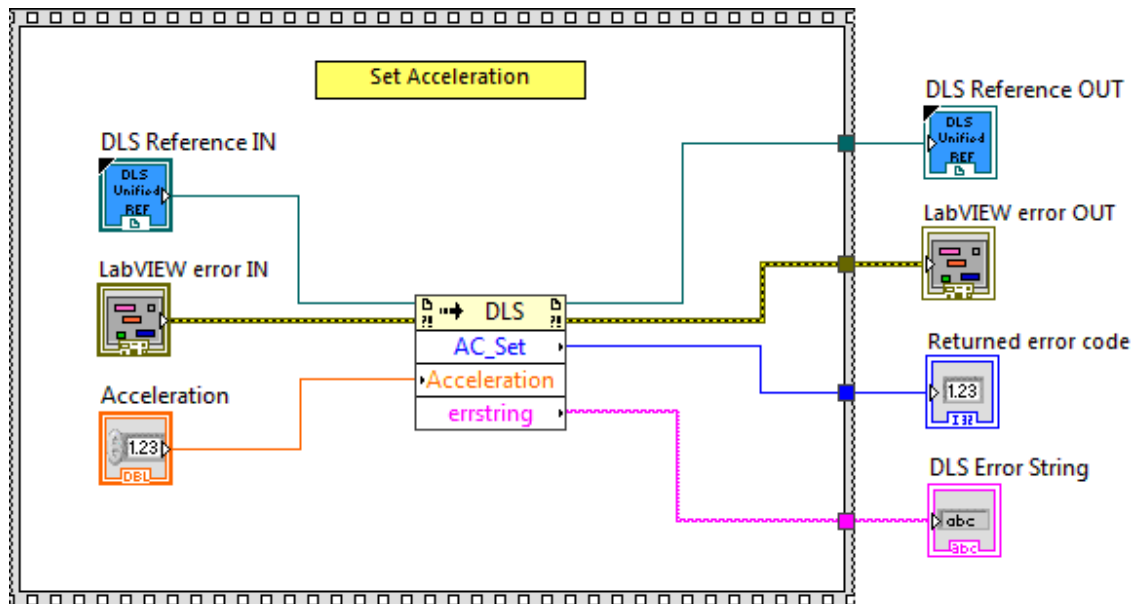 Set Acceleration
DLS Reference IN
DLS
Unified
REF
LabVIEW error IN
Acceleration
1.23
DBL
DLS
AC_Set
Acceleration
errstring
DLS Reference OUT
DLS
Unified
REF
LabVIEW error OUT
Returned error code
1.23
I32
DLS Error String
abc
abc